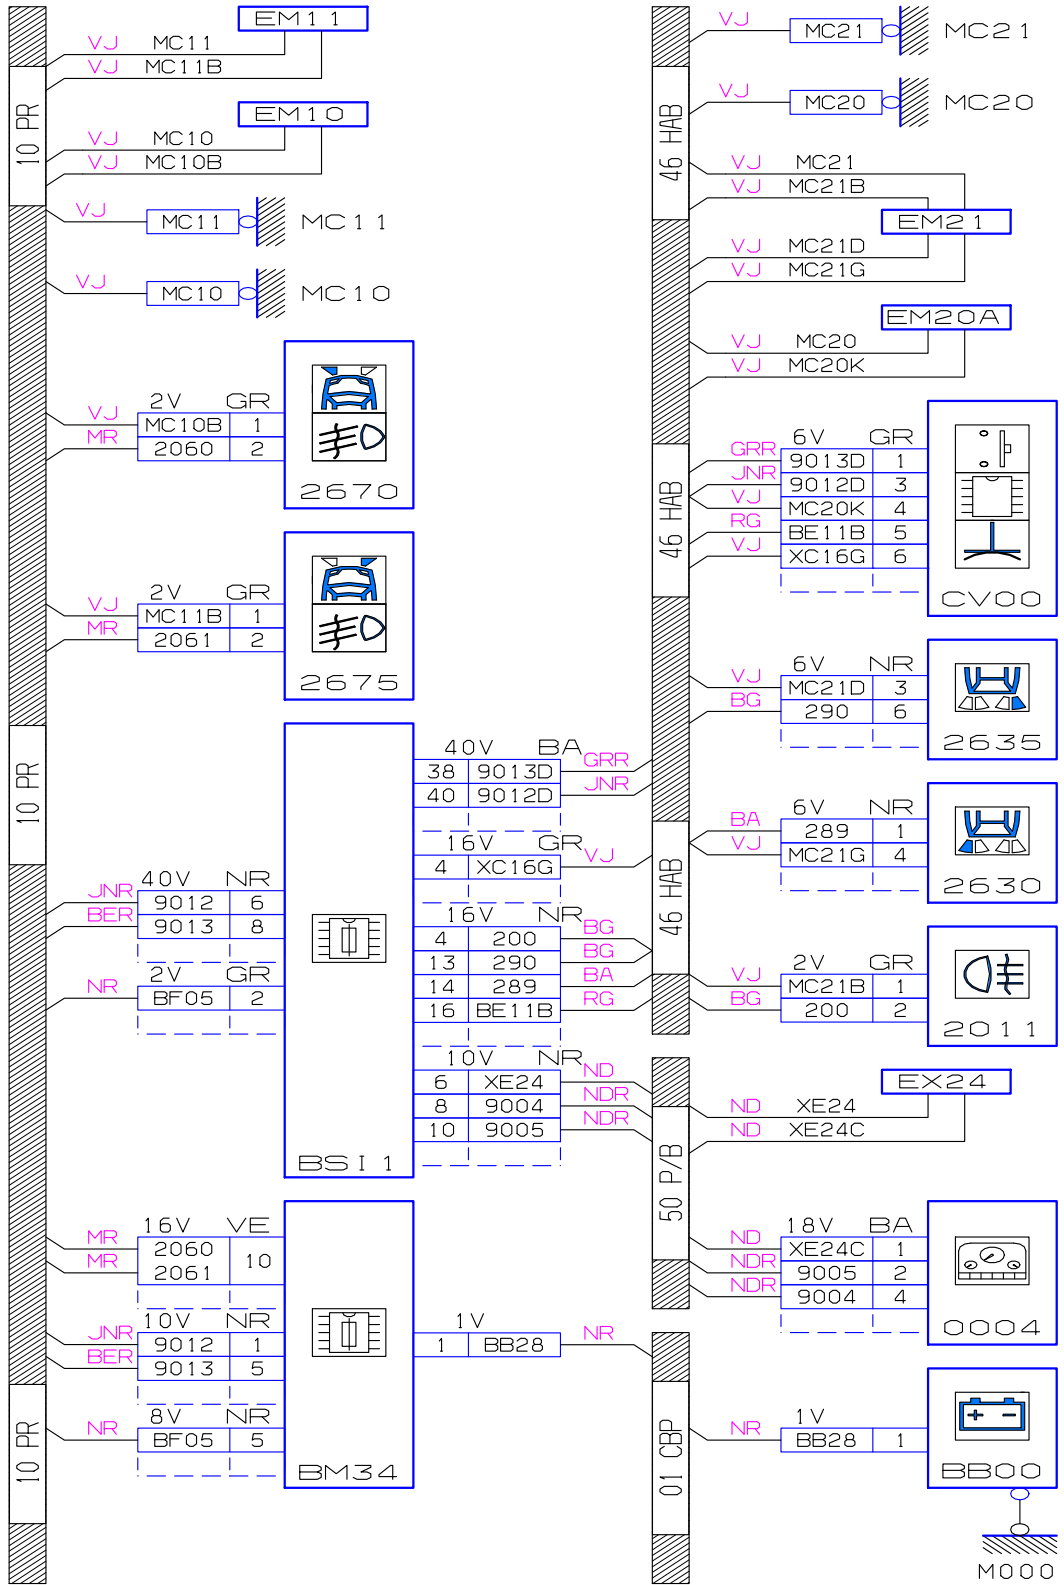 EM11
VJ MC11
VJ MC11B
EM10
VJ MC10
VJ MC10B
10 PR
VJ MC11 MC11
VJ MC10 MC10
2V GR
VJ MC10B 1
MR 2060 2
2670
2V GR
VJ MC11B 1
MR 2061 2
2675
10 PR
40V BA
38 9013D GRR
40 9012D JNR
16V GR
4 XC16G VJ
16V NR
4 200 BG
13 290 BG
14 289 BA
16 BE11B RG
10V NR
6 XE24 ND
8 9004 NDR
10 9005 NDR
40V NR
JNR 9012 6
BER 9013 8
2V GR
NR BF05 2
BSI1
16V VE
MR 2060 10
MR 2061
10V NR
JNR 9012 1
BER 9013 5
8V NR
NR BF05 5
1V
1 BB28 NR
BM34
10 PR
VJ MC21 MC21
VJ MC20 MC20
46 HAB
VJ MC21
VJ MC21B
EM21
VJ MC21D
VJ MC21G
EM20A
VJ MC20
VJ MC20K
6V GR
GRR 9013D 1
JNR 9012D 3
VJ MC20K 4
RG BE11B 5
VJ XC16G 6
CV00
46 HAB
6V NR
VJ MC21D 3
BG 290 6
2635
6V NR
BA 289 1
VJ MC21G 4
2630
46 HAB
2V GR
VJ MC21B 1
BG 200 2
2011
EX24
ND XE24
ND XE24C
50 P/B
18V BA
ND XE24C 1
NDR 9005 2
NDR 9004 4
0004
01 CBP
1V
NR BB28 1
+ -
BB00
M000